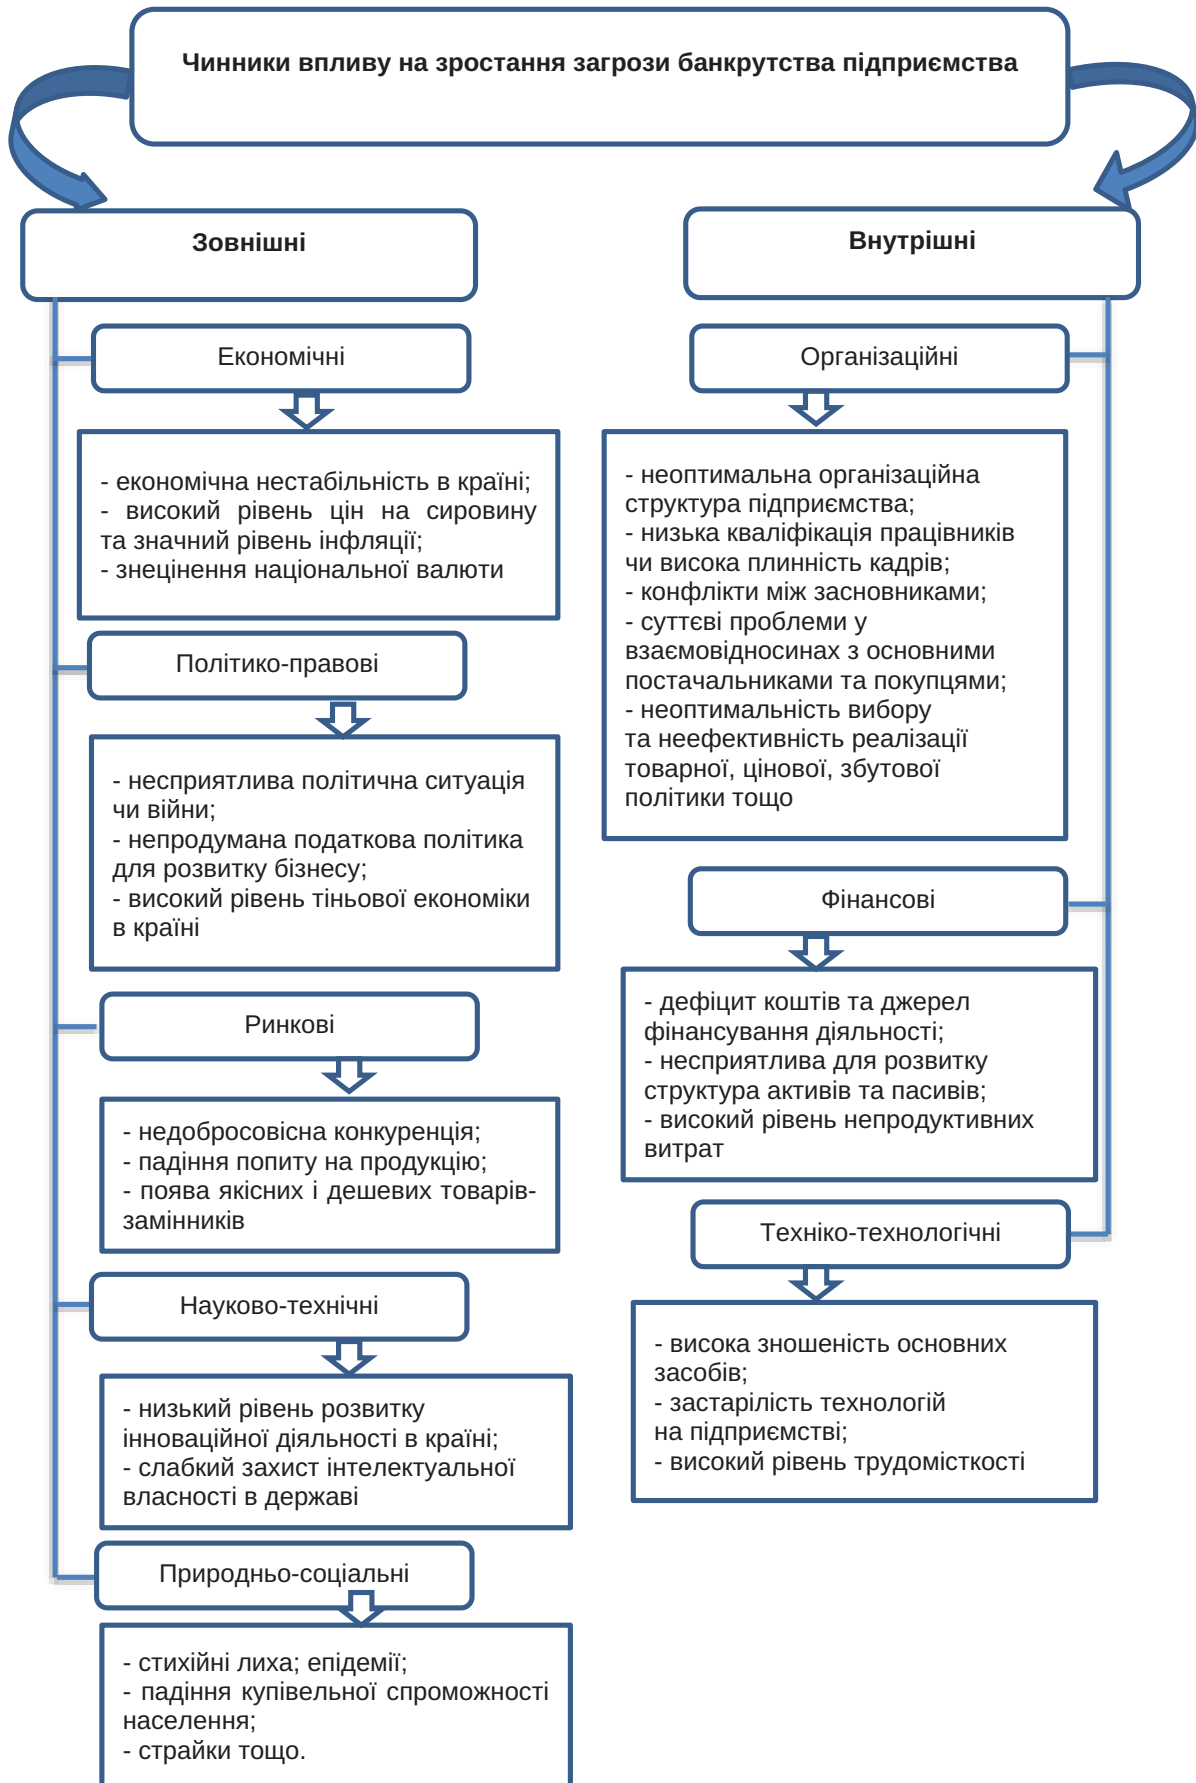 Чинники впливу на зростання загрози банкрутства підприємства
Зовнішні
Економічні
- економічна нестабільність в країні;
- високий рівень цін на сировину
та значний рівень інфляції;
- знецінення національної валюти
Політико-правові
- несприятлива політична ситуація
чи війни;
- непродумана податкова політика
для розвитку бізнесу;
- високий рівень тіньової економіки
в країні
Ринкові
- недобросовісна конкуренція;
- падіння попиту на продукцію;
- поява якісних і дешевих товарів-
замінників
Науково-технічні
- низький рівень розвитку
інноваційної діяльності в країні;
- слабкий захист інтелектуальної
власності в державі
Природньо-соціальні
- стихійні лиха; епідемії;
- падіння купівельної спроможності
населення;
- страйки тощо.
Внутрішні
Організаційні
- неоптимальна організаційна
структура підприємства;
- низька кваліфікація працівників
чи висока плинність кадрів;
- конфлікти між засновниками;
- суттєві проблеми у
взаємовідносинах з основними
постачальниками та покупцями;
- неоптимальність вибору
та неефективність реалізації
товарної, цінової, збутової
політики тощо
Фінансові
- дефіцит коштів та джерел
фінансування діяльності;
- несприятлива для розвитку
структура активів та пасивів;
- високий рівень непродуктивних
витрат
Техніко-технологічні
- висока зношеність основних
засобів;
- застарілість технологій
на підприємстві;
- високий рівень трудомісткості